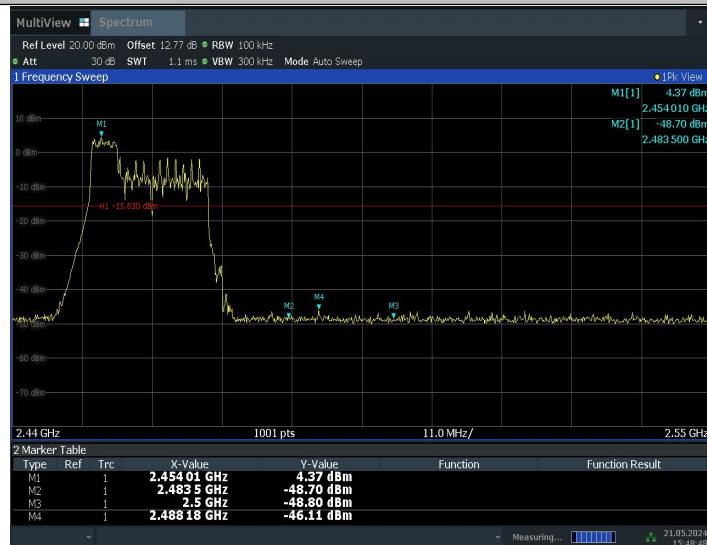 MultiView Spectrum
Ref Level 20.00 dBm Offset 12.77 dB RBW 100 kHz
Att 30 dB SWT 1.1 ms VBW 300 kHz Mode Auto Sweep
1 Frequency Sweep 1Pk View
M1[1] 4.37 dBm
2.454 010 GHz
M2[1] -48.70 dBm
2.483 500 GHz
10 dBm
M1
0 dBm
-10 dBm
H1 -15.630 dBm
-20 dBm
-30 dBm
-40 dBm
M2 M4 M3
-50 dBm
-60 dBm
-70 dBm
2.44 GHz 1001 pts 11.0 MHz/ 2.55 GHz
2 Marker Table
Type Ref Trc X-Value Y-Value Function Function Result
M1 1 2.454 01 GHz 4.37 dBm
M2 1 2.483 5 GHz -48.70 dBm
M3 1 2.5 GHz -48.80 dBm
M4 1 2.488 18 GHz -46.11 dBm
Measuring... 21.05.2024
15:48:48